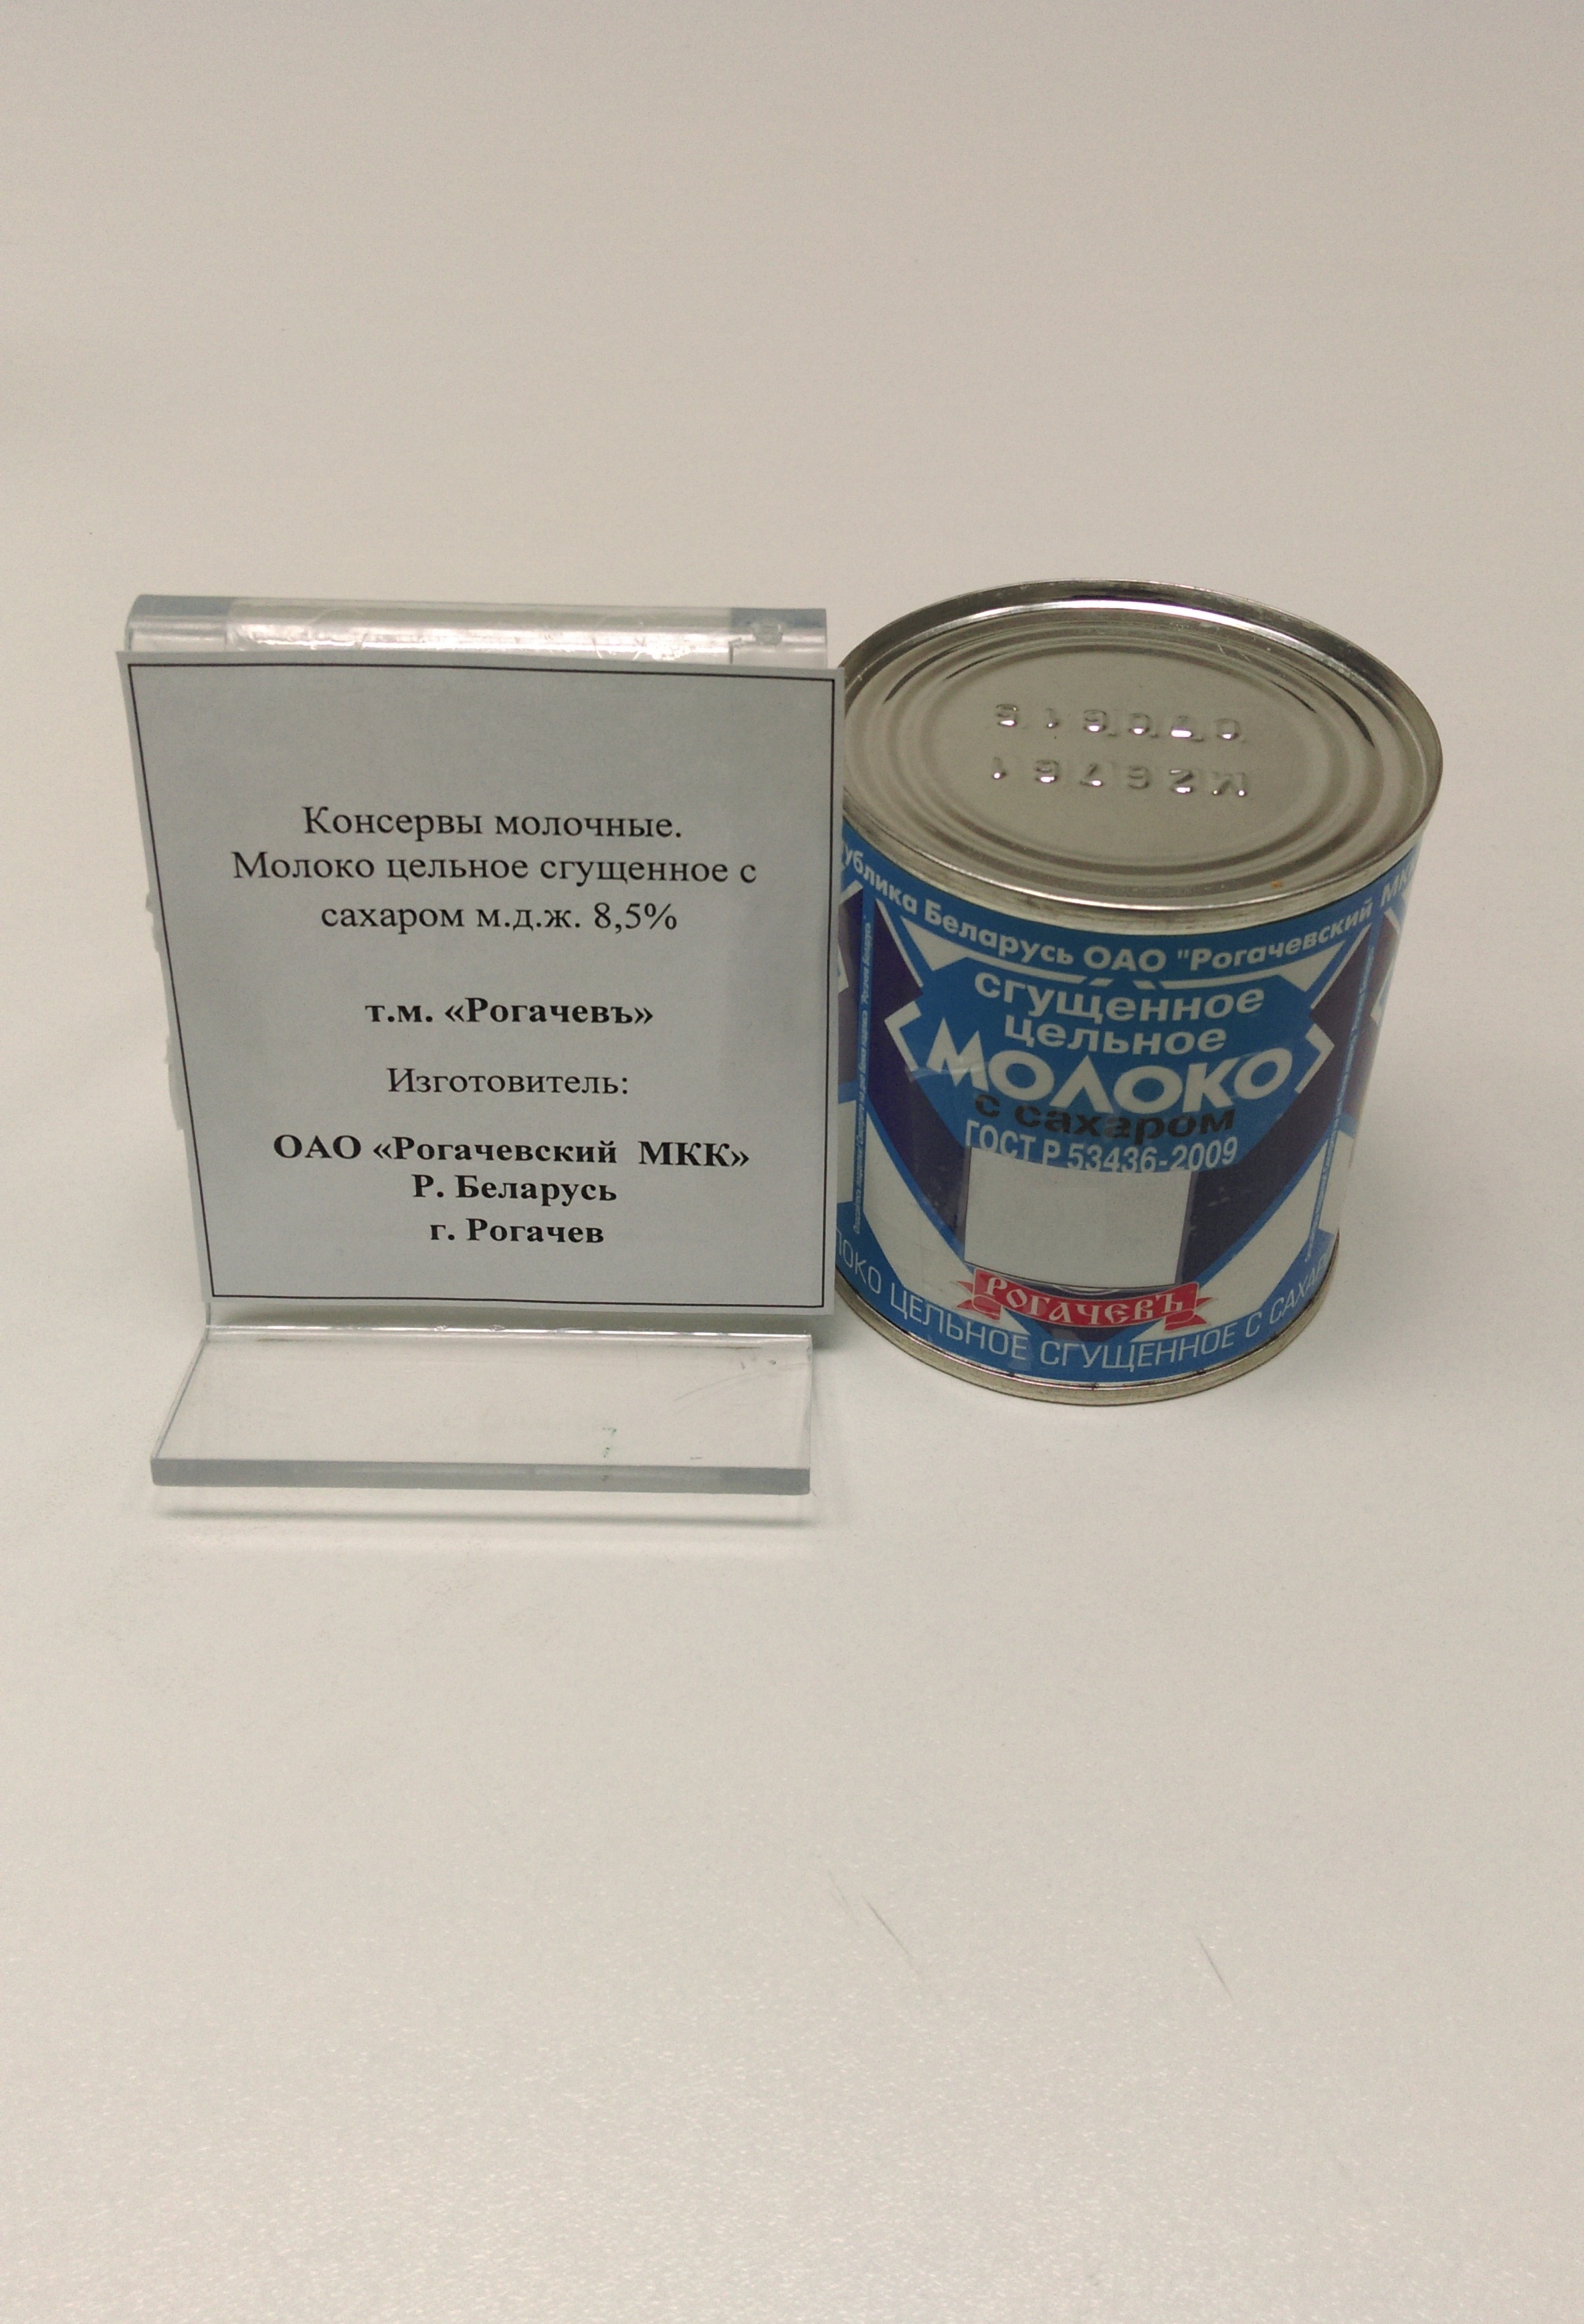 Консервы молочные.
Молоко цельное сгущенное с
сахаром м.д.ж. 8,5%
т.м. «Рогачевъ»
Изготовитель:
ОАО «Рогачевский МКК»
Р. Беларусь
г. Рогачев
Беларусь ОАО "Рогачевский
сгущенное
цельное
МОЛОКО
с сахаром
ГОСТ Р 53436-2009
РОГАЧЕВЪ
ЦЕЛЬНОЕ СГУЩЕННОЕ С